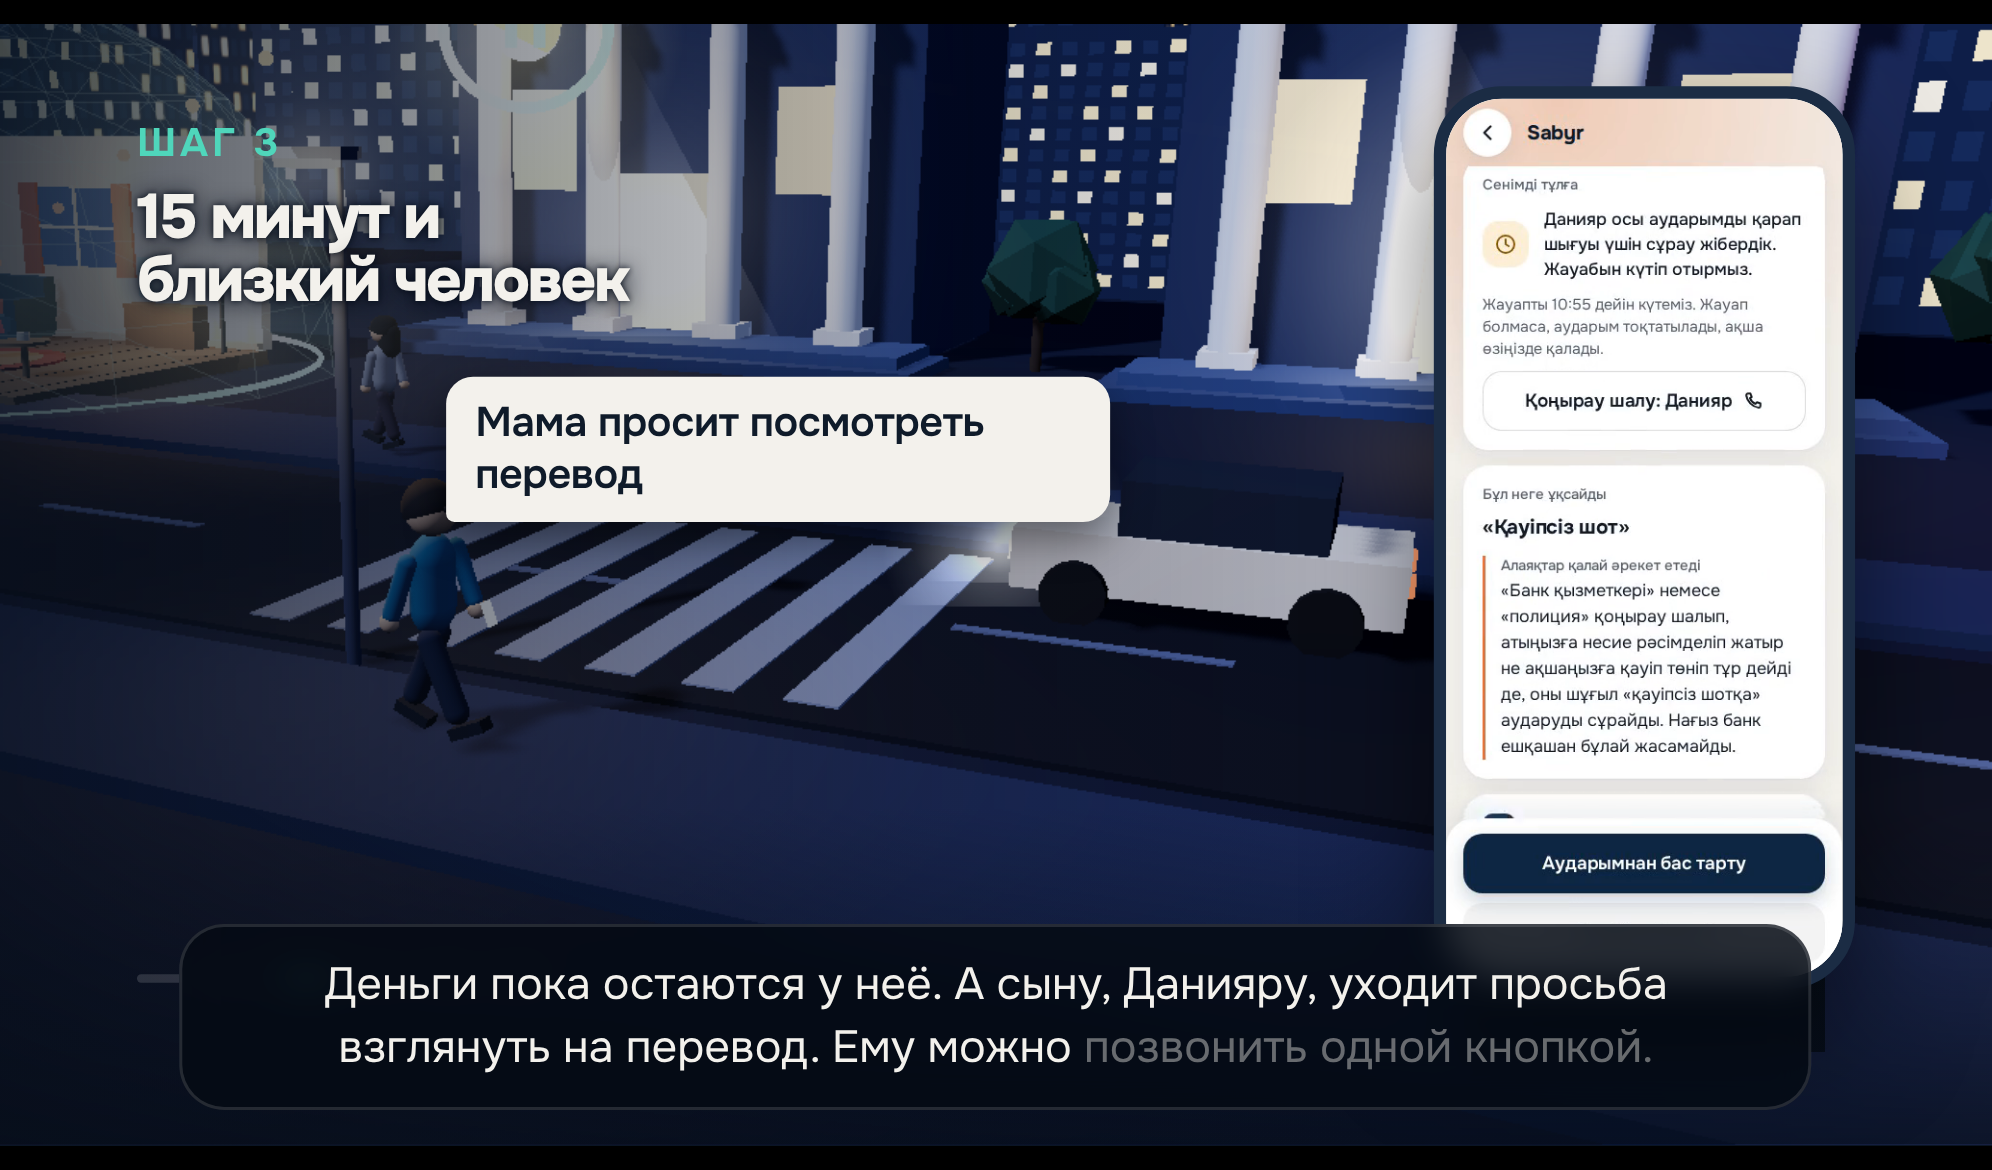 ШАГ 3
15 минут и
близкий человек
Мама просит посмотреть
перевод
Sabyr
Сенімді тұлға
Данияр осы аударымды қарап
шығуы үшін сұрау жібердік.
Жауабын күтіп отырмыз.
Жауапты 10:55 дейін күтеміз. Жауап
болмаса, аударым тоқтатылады, ақша
өзіңізде қалады.
Қоңырау шалу: Данияр
Бұл неге ұқсайды
«Қауіпсіз шот»
Алаяқтар қалай әрекет етеді
«Банк қызметкері» немесе
«полиция» қоңырау шалып,
атыңызға несие рәсімделіп жатыр
не ақшаңызға қауіп төніп тұр дейді
де, оны шұғыл «қауіпсіз шотқа»
аударуды сұрайды. Нағыз банк
ешқашан бұлай жасамайды.
Аударымнан бас тарту
Деньги пока остаются у неё. А сыну, Данияру, уходит просьба
взглянуть на перевод. Ему можно позвонить одной кнопкой.